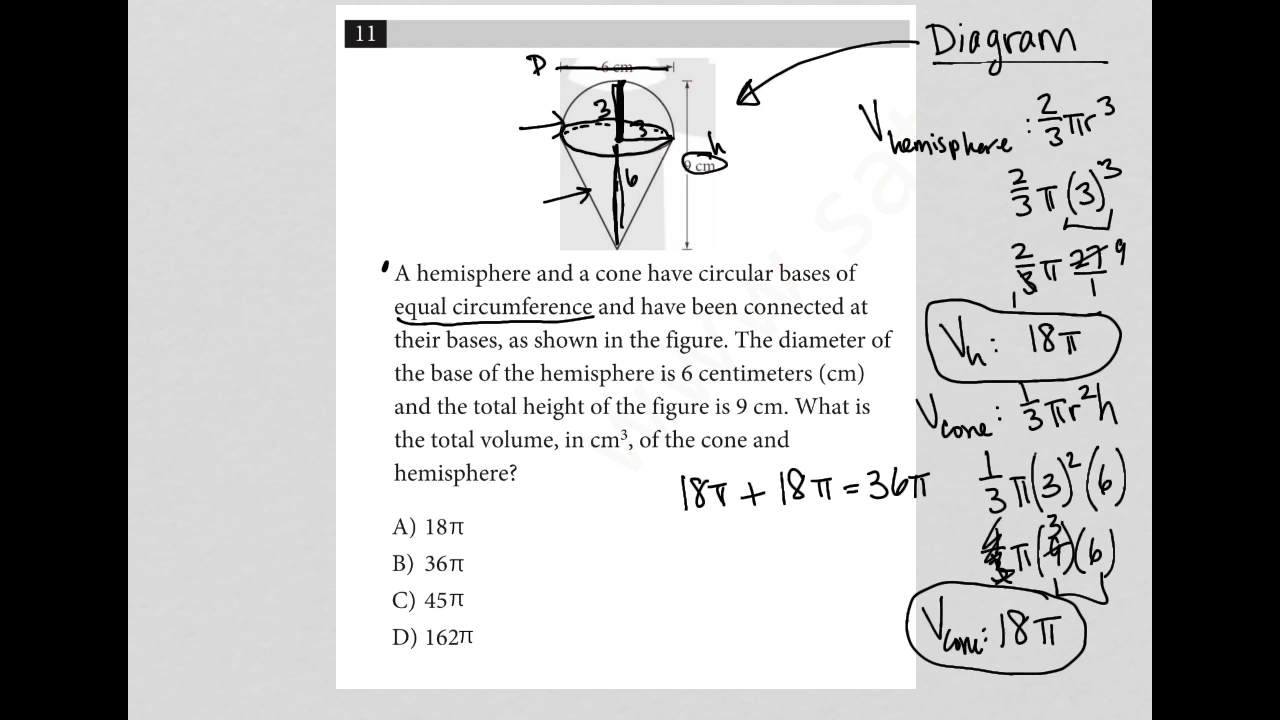 11
Diagram
D 6 cm
3
3
h
9 cm
6
V hemisphere : 2/3 πr³
2/3 π (3)³
2/3 π 27 9
1 1
V h : 18π
A hemisphere and a cone have circular bases of
equal circumference and have been connected at
their bases, as shown in the figure. The diameter of
the base of the hemisphere is 6 centimeters (cm)
and the total height of the figure is 9 cm. What is
the total volume, in cm³, of the cone and
hemisphere?
18π + 18π = 36π
A) 18π
B) 36π
C) 45π
D) 162π
V cone : 1/3 πr²h
1/3 π(3)²(6)
π(3)(6)
V cone : 18π